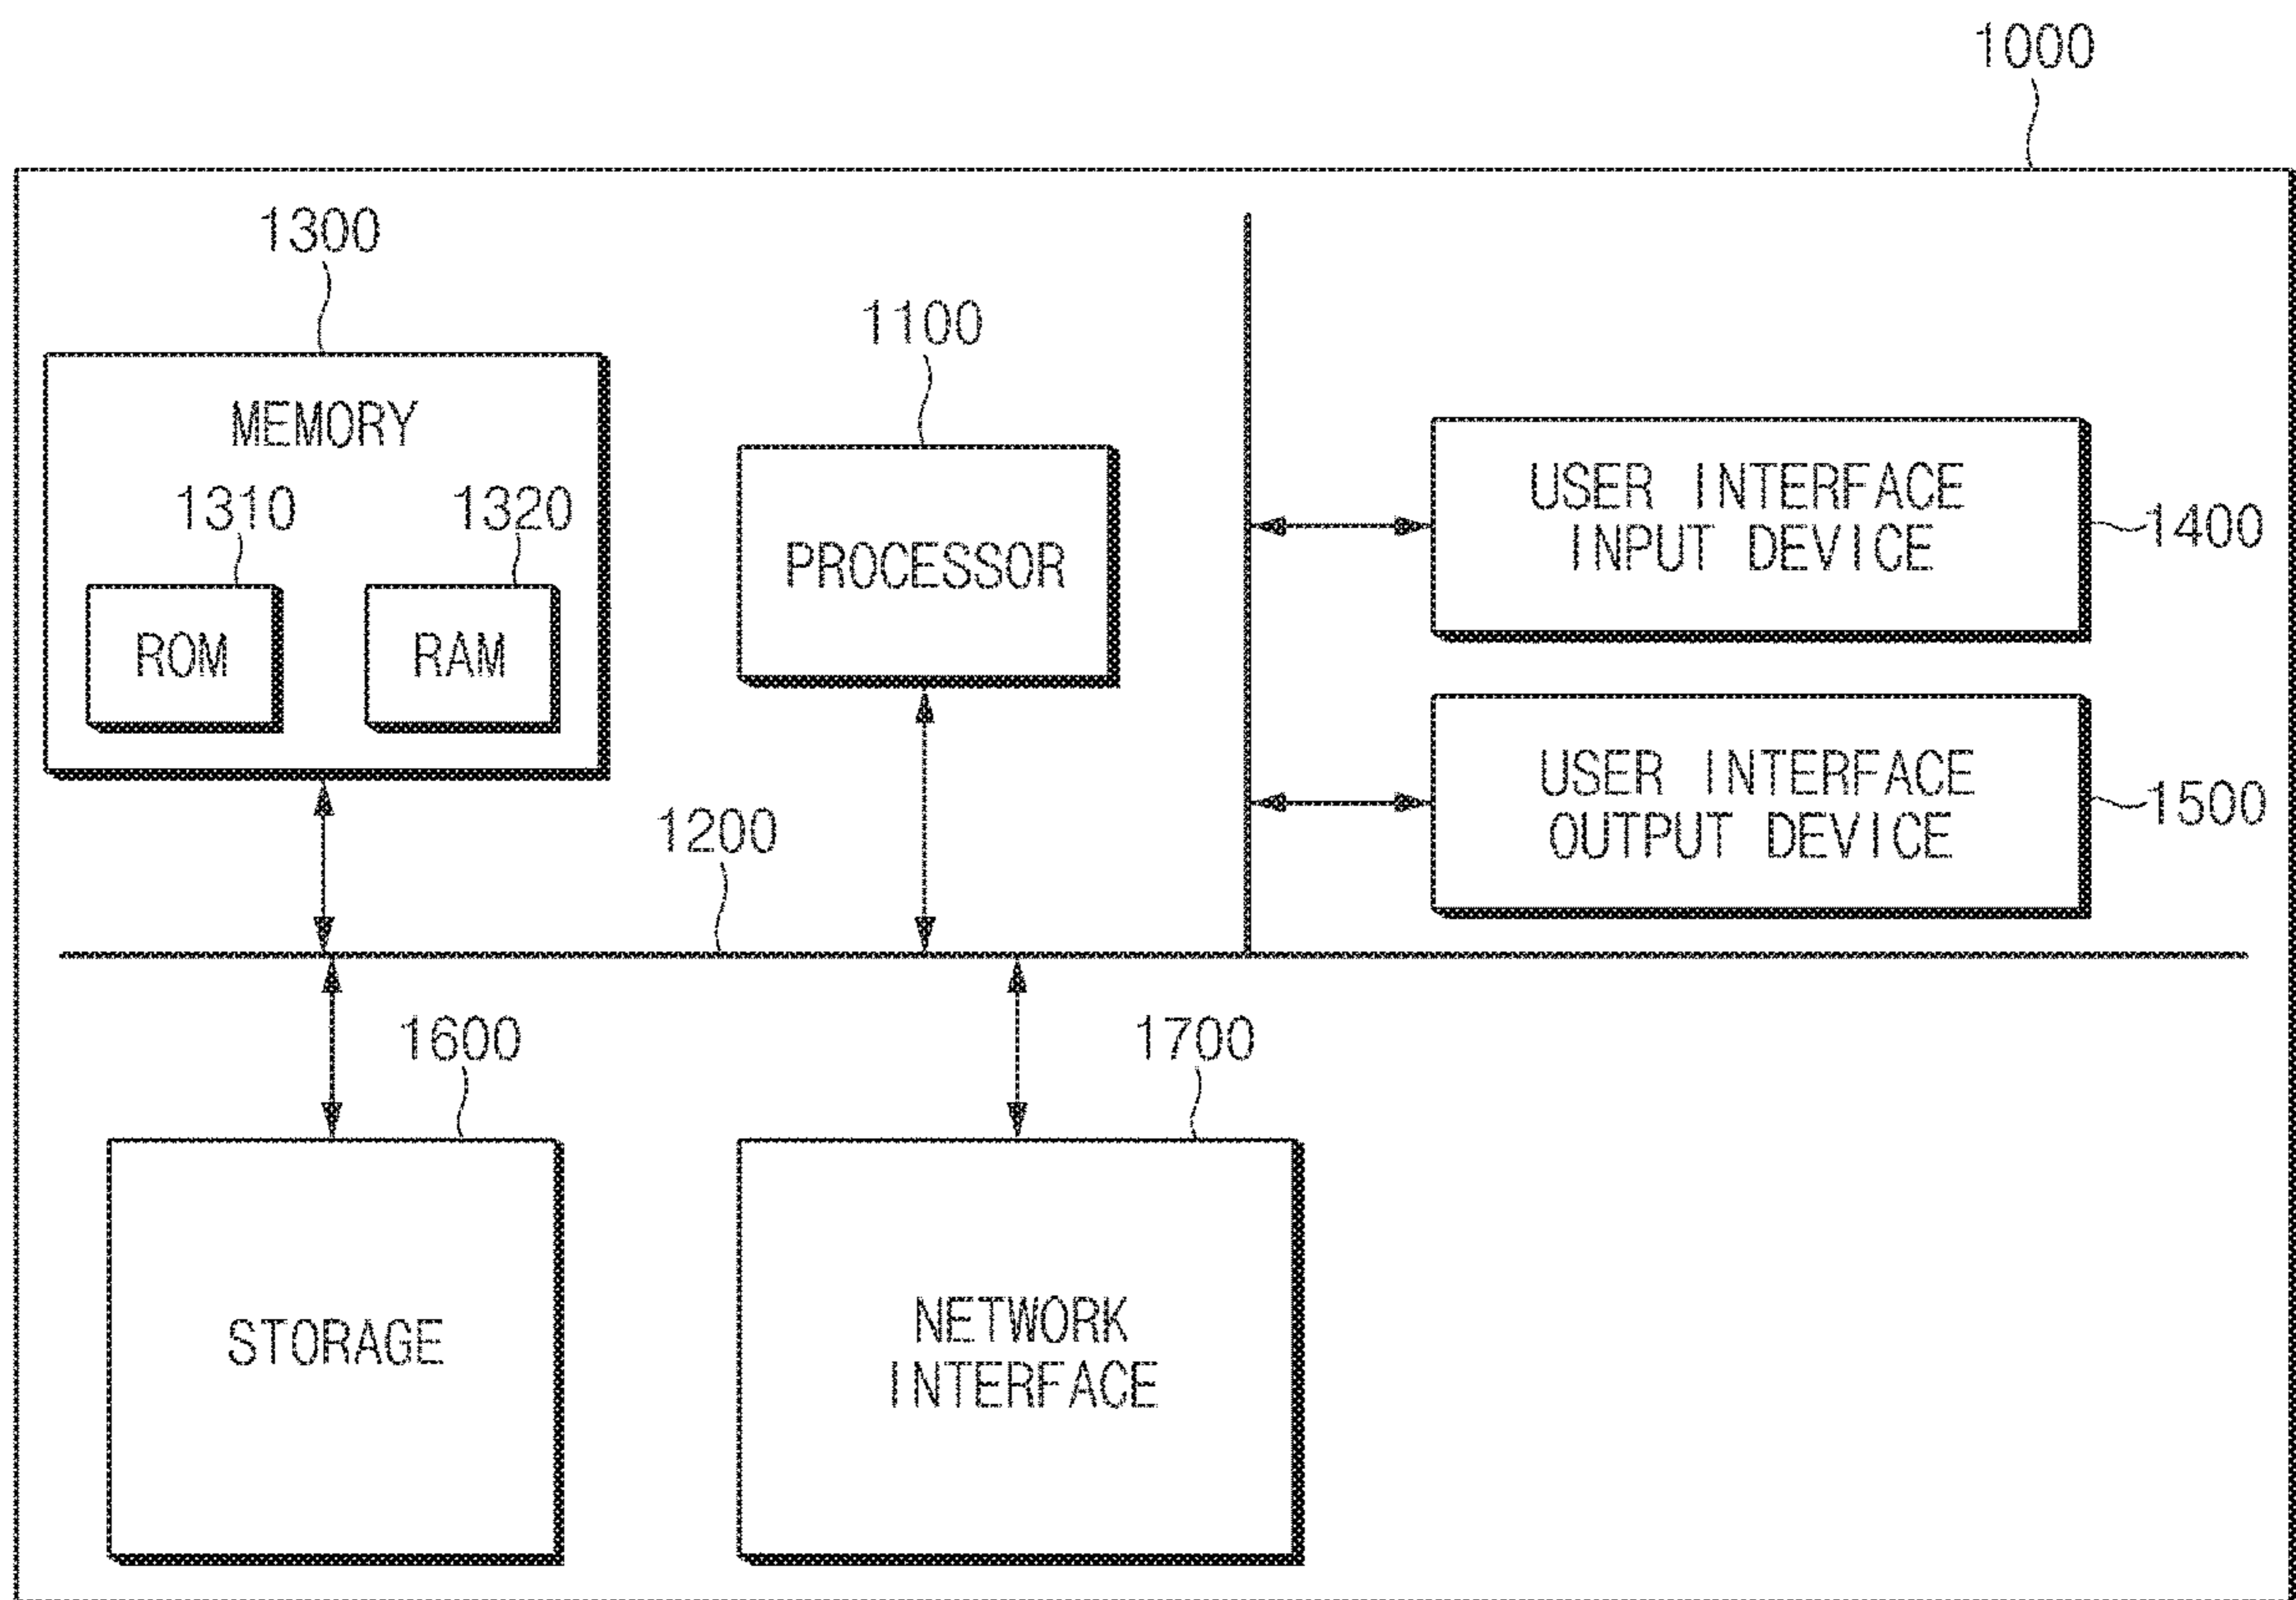 1000
1300
1100
MEMORY
1310
1320
ROM
RAM
PROCESSOR
USER INTERFACE
INPUT DEVICE
1400
USER INTERFACE
OUTPUT DEVICE
1500
1200
1600
1700
STORAGE
NETWORK
INTERFACE